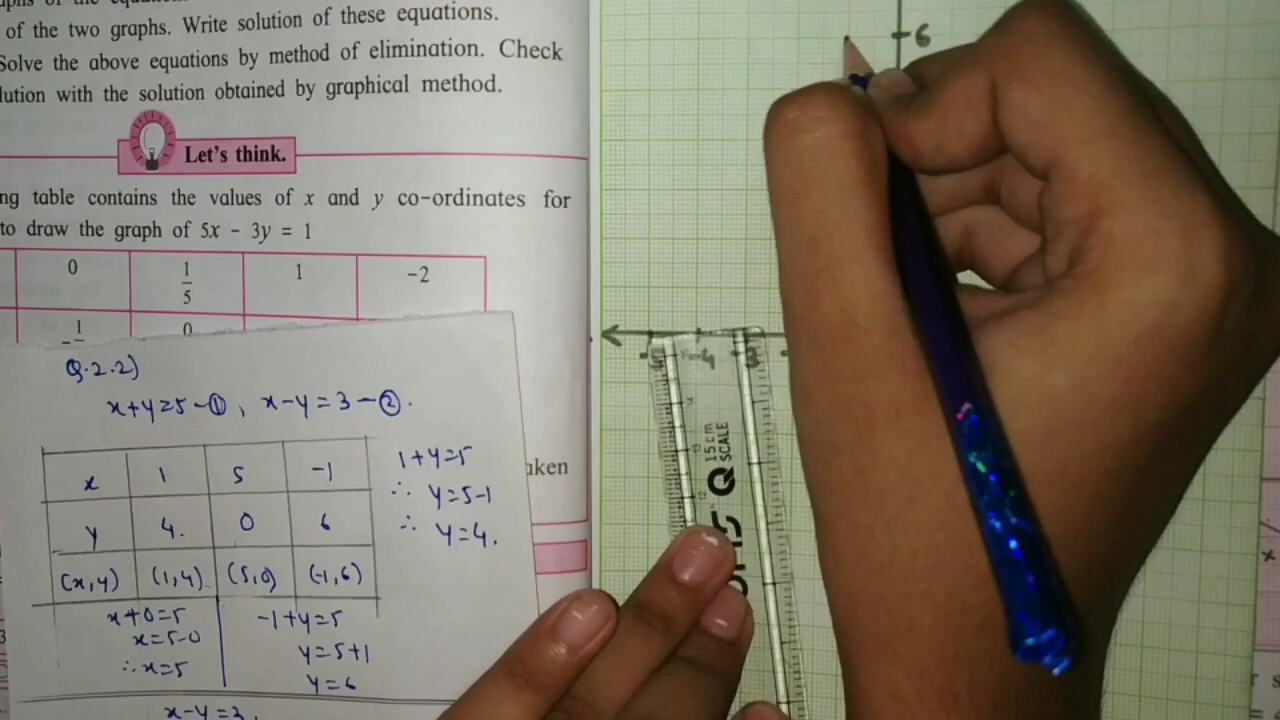 of the two graphs. Write solution of these equations.
Solve the above equations by method of elimination. Check
lution with the solution obtained by graphical method.
Let's think.
ng table contains the values of x and y co-ordinates for
to draw the graph of 5x - 3y = 1
0 1/5 1 -2
0
aken
Q.2.2)
x+y=5-①, x-y=3-②.
x 1 5 -1
y 4. 0 6
(x,y) (1,4) (5,0) (-1,6)
1+y=5
∴ y=5-1
∴ y=4.
x+0=5
x=5-0
∴x=5
-1+y=5
y=5+1
y=6
x-y=3.
6
15cm
SCALE